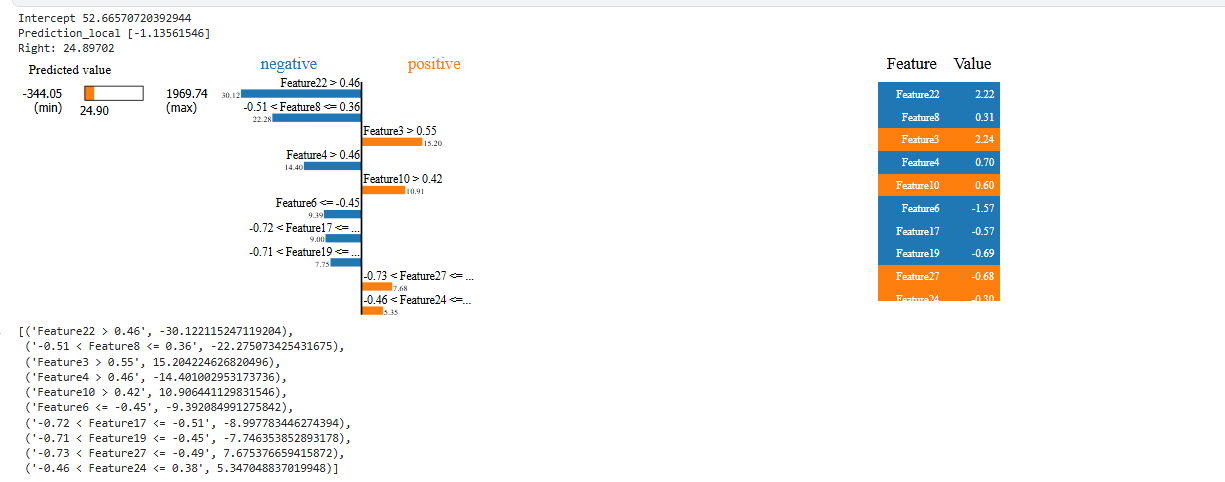 Intercept 52.66570720392944
Prediction_local [-1.13561546]
Right: 24.89702
Predicted value
-344.05
(min)
24.90
1969.74
(max)
negative positive
Feature22 > 0.46
30.12
-0.51 < Feature8 <= 0.36
22.28
Feature3 > 0.55
15.20
Feature4 > 0.46
14.40
Feature10 > 0.42
10.91
Feature6 <= -0.45
9.39
-0.72 < Feature17 <= ...
9.00
-0.71 < Feature19 <= ...
7.75
-0.73 < Feature27 <= ...
7.68
-0.46 < Feature24 <=...
5.35
Feature Value
Feature22 2.22
Feature8 0.31
Feature3 2.24
Feature4 0.70
Feature10 0.60
Feature6 -1.57
Feature17 -0.57
Feature19 -0.69
Feature27 -0.68
Feature24 -0.30
[('Feature22 > 0.46', -30.122115247119204),
('-0.51 < Feature8 <= 0.36', -22.275073425431675),
('Feature3 > 0.55', 15.204224626820496),
('Feature4 > 0.46', -14.401002953173736),
('Feature10 > 0.42', 10.906441129831546),
('Feature6 <= -0.45', -9.392084991275842),
('-0.72 < Feature17 <= -0.51', -8.997783446274394),
('-0.71 < Feature19 <= -0.45', -7.746353852893178),
('-0.73 < Feature27 <= -0.49', 7.675376659415872),
('-0.46 < Feature24 <= 0.38', 5.347048837019948)]